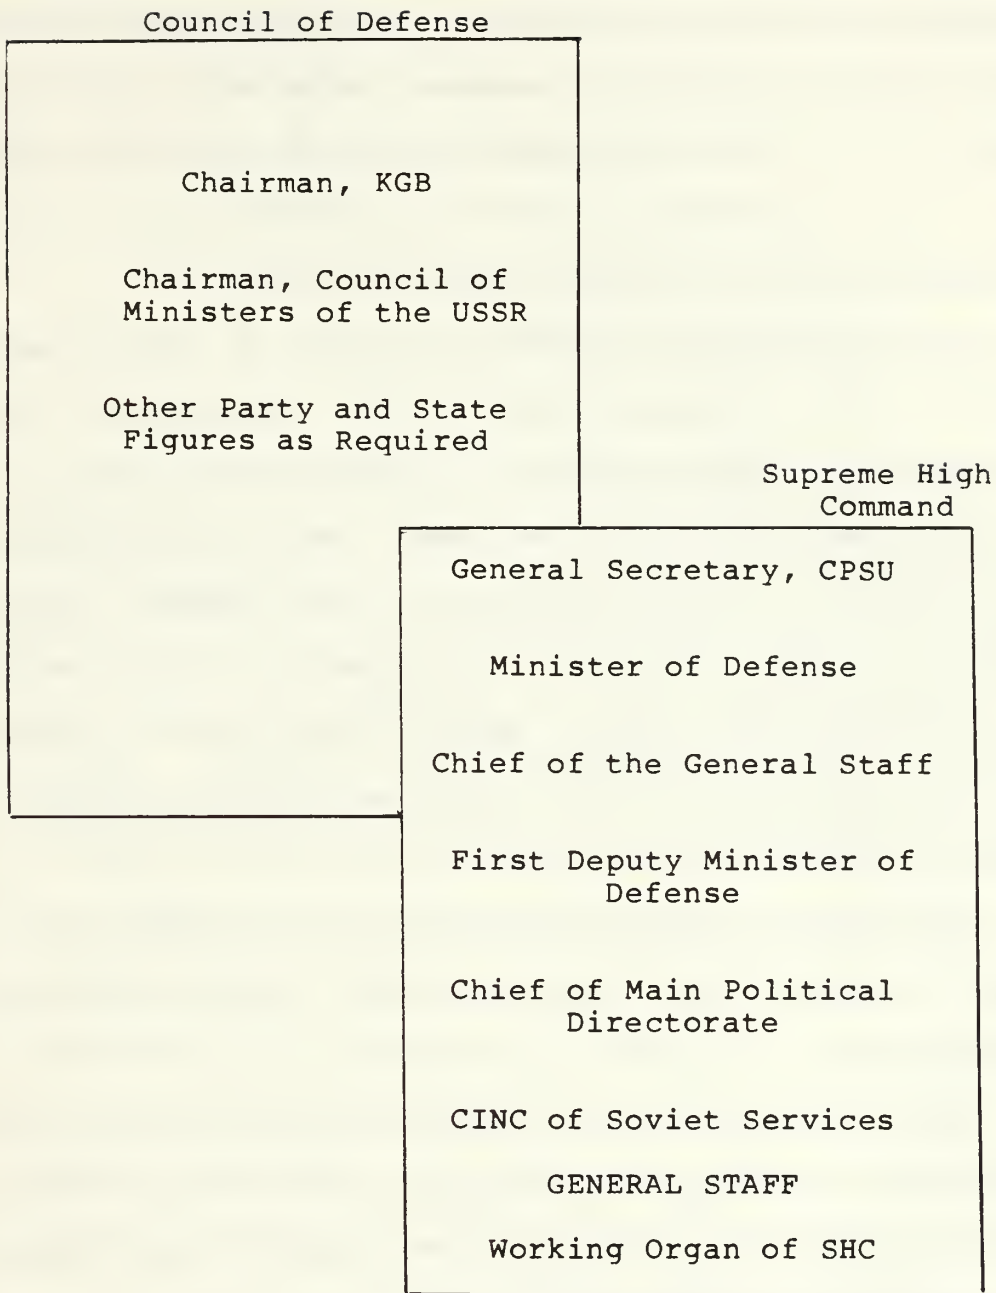 Council of Defense
Chairman, KGB
Chairman, Council of
Ministers of the USSR
Other Party and State
Figures as Required
Supreme High
Command
General Secretary, CPSU
Minister of Defense
Chief of the General Staff
First Deputy Minister of
Defense
Chief of Main Political
Directorate
CINC of Soviet Services
GENERAL STAFF
Working Organ of SHC